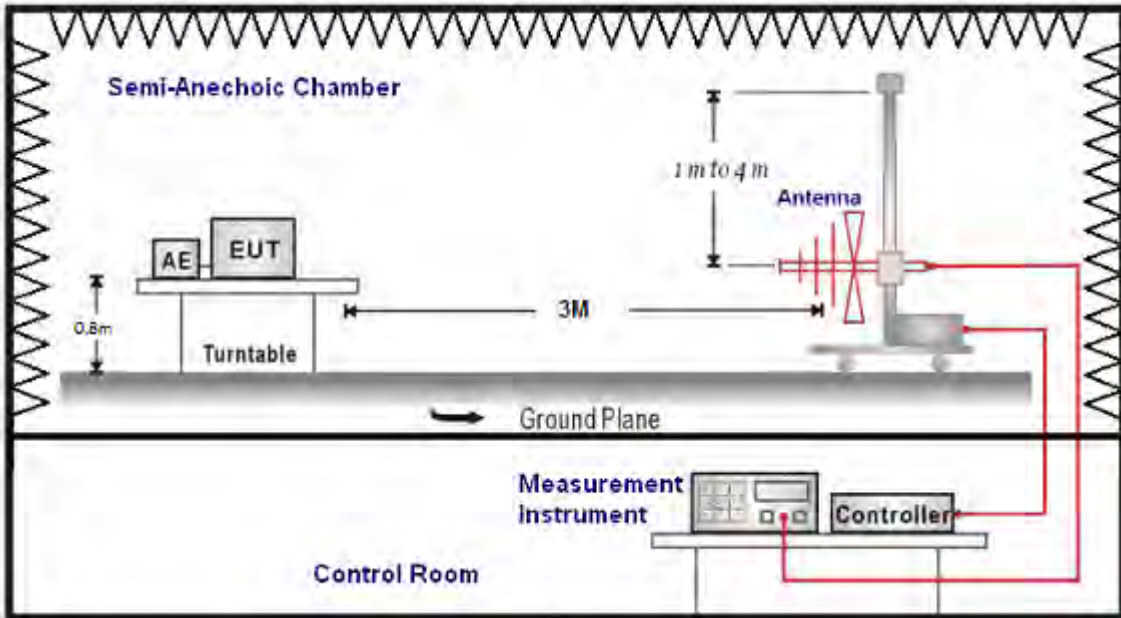 Semi-Anechoic Chamber
1 m to 4 m
Antenna
AE
EUT
0.8m
3M
Turntable
Ground Plane
Measurement
Instrument
Controller
Control Room